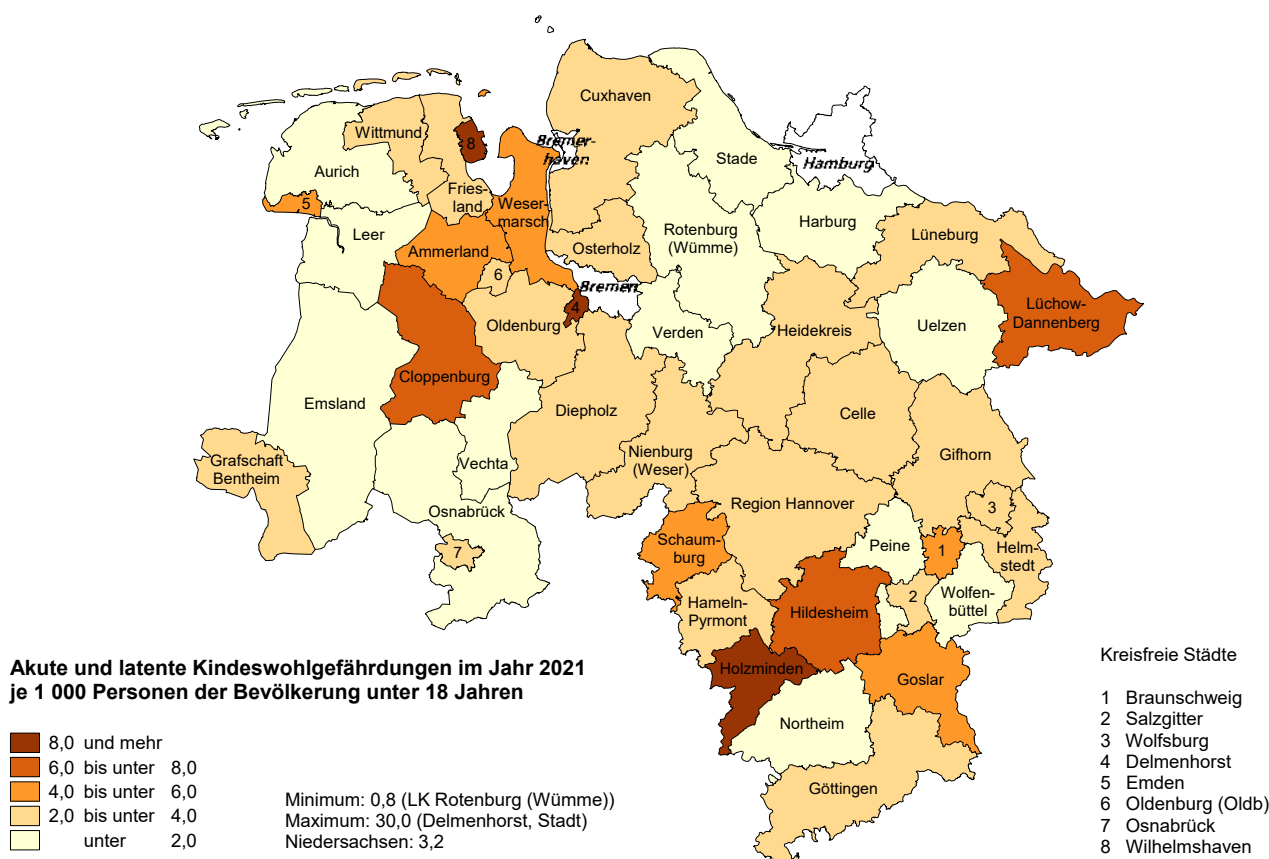 Cuxhaven
Wittmund
8
Bremer-
haven
Stade
Hamburg
Aurich
Fries-
land
Weser-
marsch
5
Leer
Rotenburg
(Wümme)
Harburg
Lüneburg
Ammerland
Osterholz
6
Bremen
4
Oldenburg
Verden
Heidekreis
Uelzen
Lüchow-
Dannenberg
Cloppenburg
Emsland
Diepholz
Celle
Nienburg
(Weser)
Gifhorn
Grafschaft
Bentheim
Vechta
Region Hannover
3
Osnabrück
Schaum-
burg
Peine
1
Helm-
stedt
7
Hameln-
Pyrmont
Hildesheim
2
Wolfen-
büttel
Holzminden
Goslar
Northeim
Göttingen
Akute und latente Kindeswohlgefährdungen im Jahr 2021
je 1 000 Personen der Bevölkerung unter 18 Jahren
8,0 und mehr
6,0 bis unter 8,0
4,0 bis unter 6,0
2,0 bis unter 4,0
unter 2,0
Minimum: 0,8 (LK Rotenburg (Wümme))
Maximum: 30,0 (Delmenhorst, Stadt)
Niedersachsen: 3,2
Kreisfreie Städte
1 Braunschweig
2 Salzgitter
3 Wolfsburg
4 Delmenhorst
5 Emden
6 Oldenburg (Oldb)
7 Osnabrück
8 Wilhelmshaven